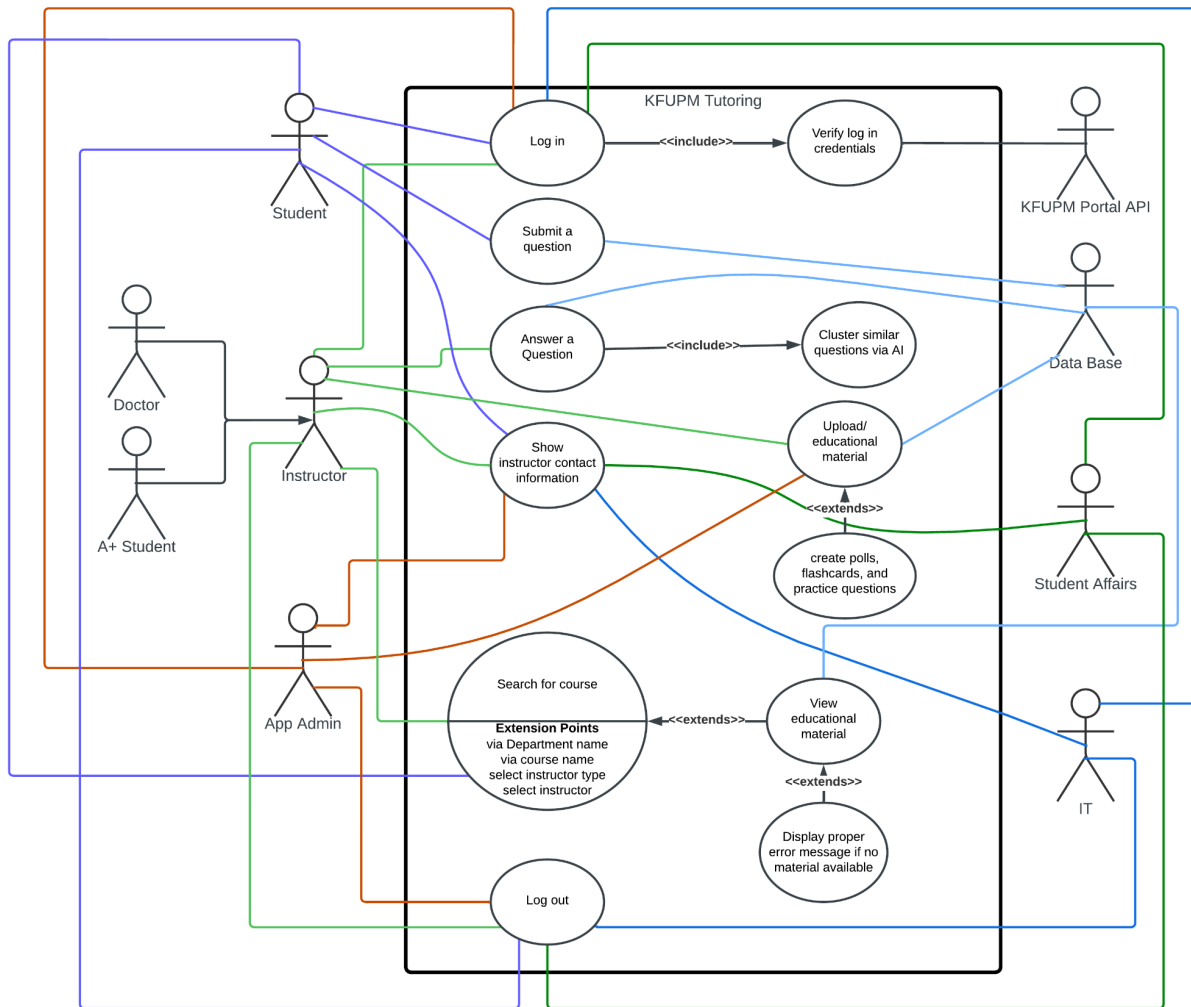 KFUPM Tutoring
Log in
<<include>>
Verify log in
credentials
Student
KFUPM Portal API
Submit a
question
Doctor
Answer a
Question
<<include>>
Cluster similar
questions via AI
Data Base
A+ Student
Instructor
Show
instructor contact
information
Upload/
educational
material
<<extends>>
create polls,
flashcards, and
practice questions
Student Affairs
App Admin
Search for course
Extension Points
via Department name
via course name
select instructor type
select instructor
<<extends>>
View
educational
material
<<extends>>
Display proper
error message if no
material available
IT
Log out